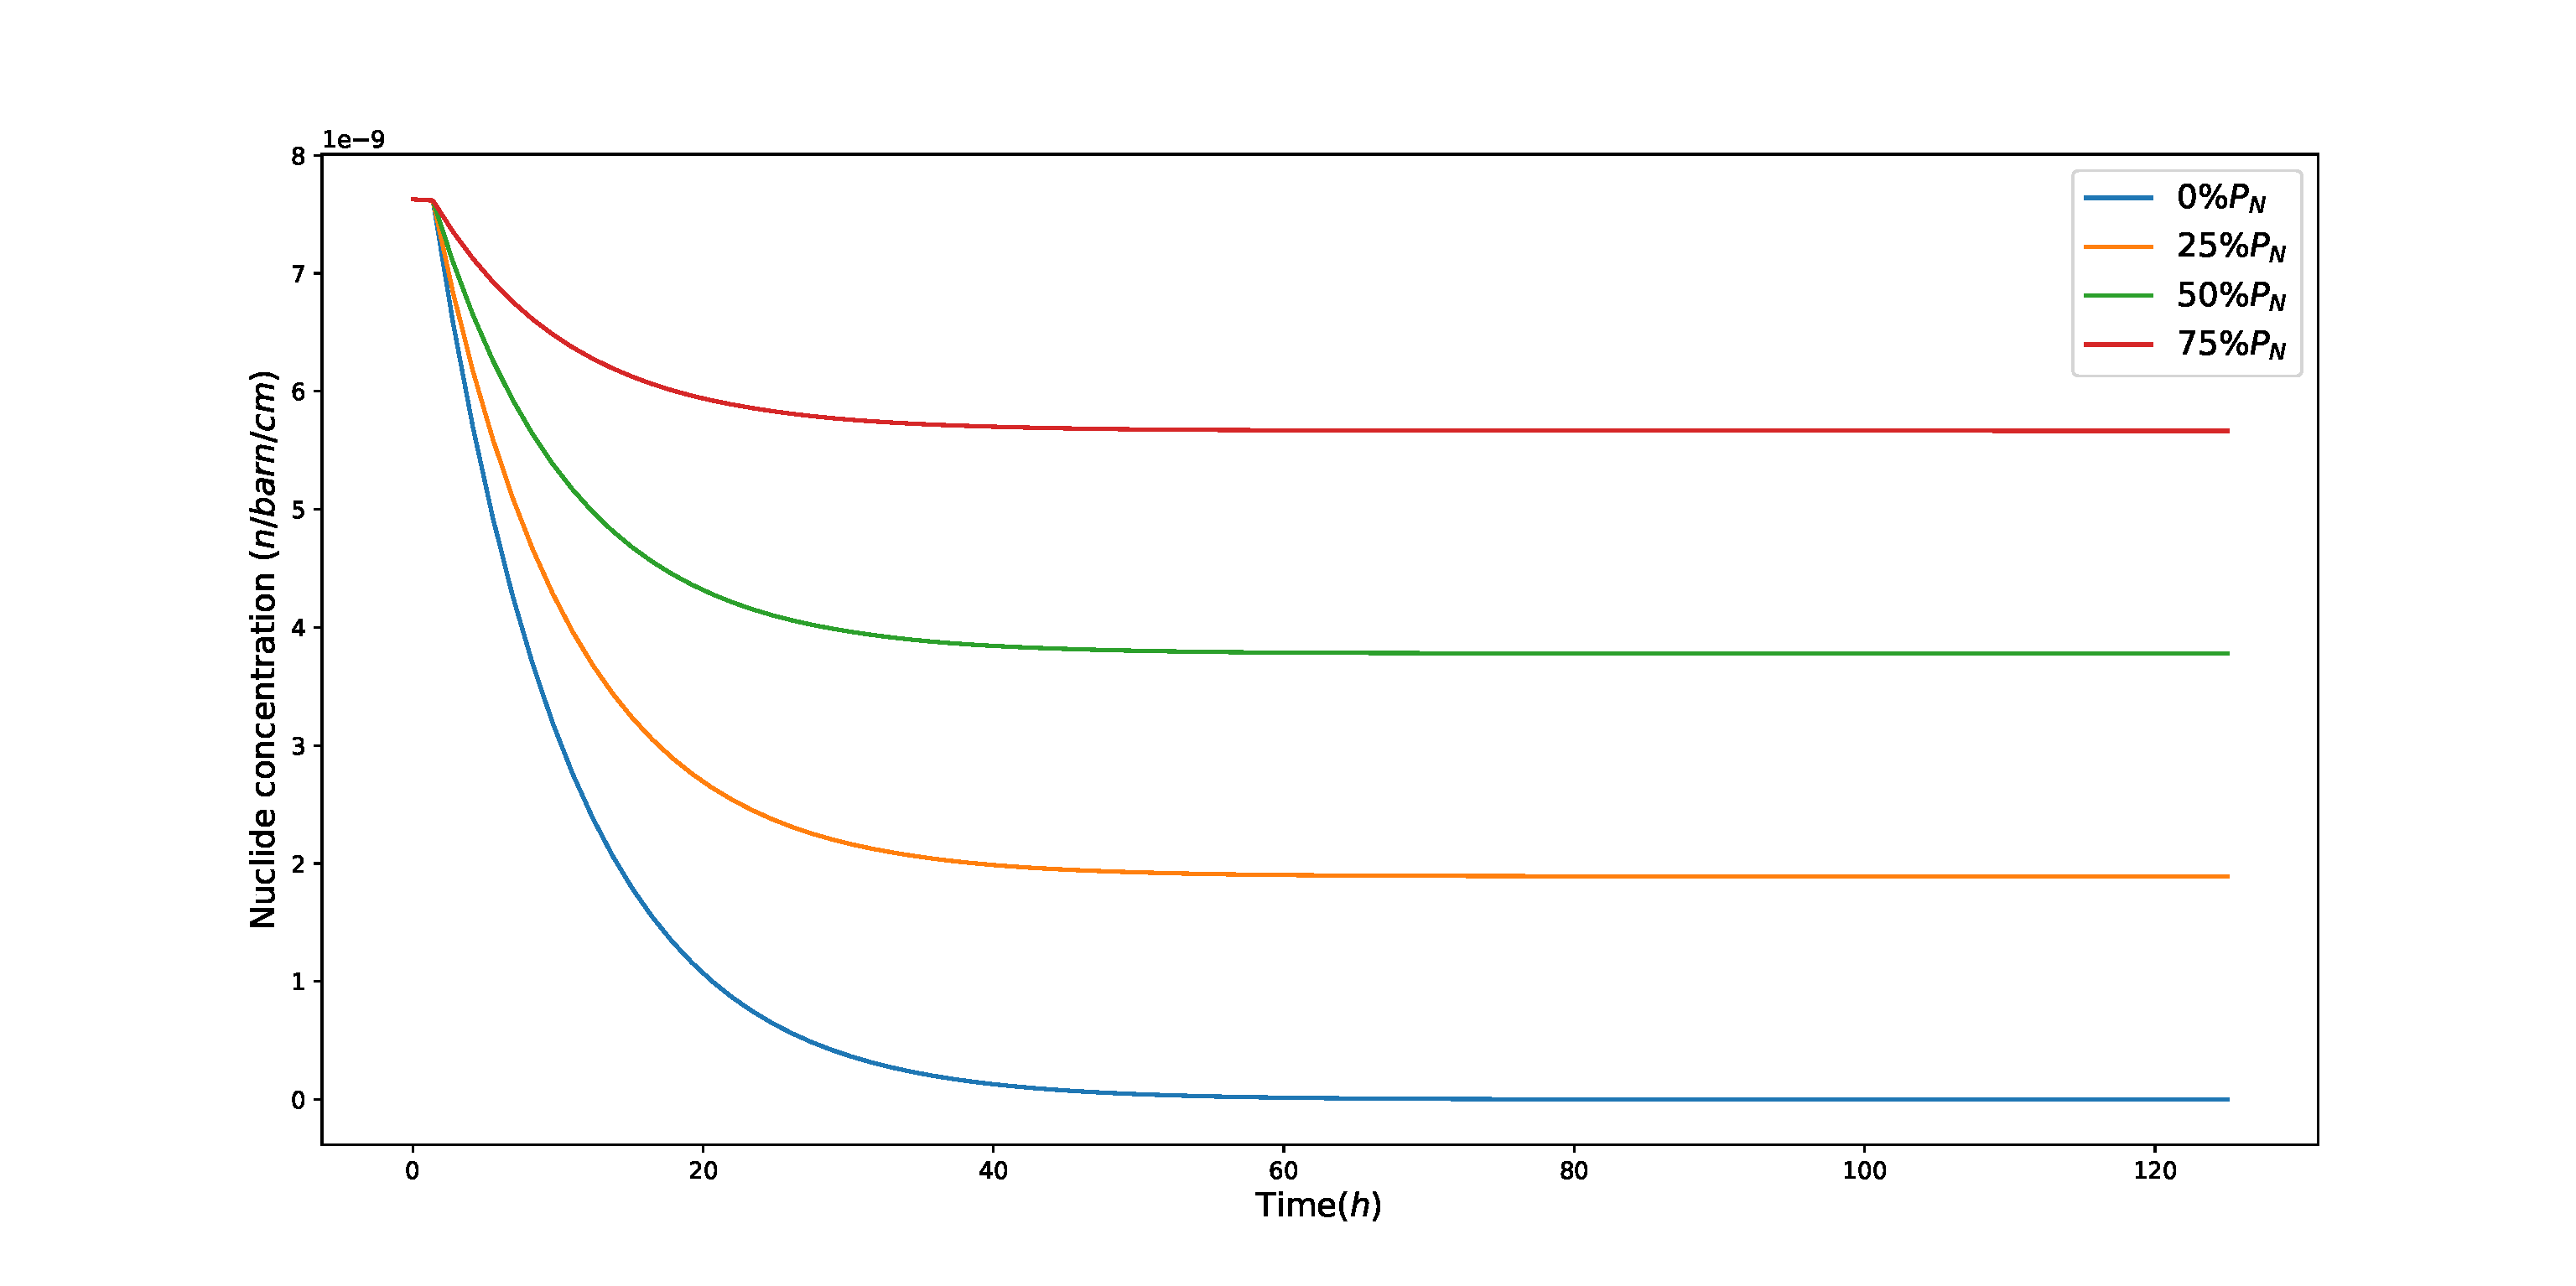 1e−9
8
7
6
5
4
3
2
1
0
Nuclide concentration (n/barn/cm)
0 20 40 60 80 100 120
Time(h)
0%P_N
25%P_N
50%P_N
75%P_N